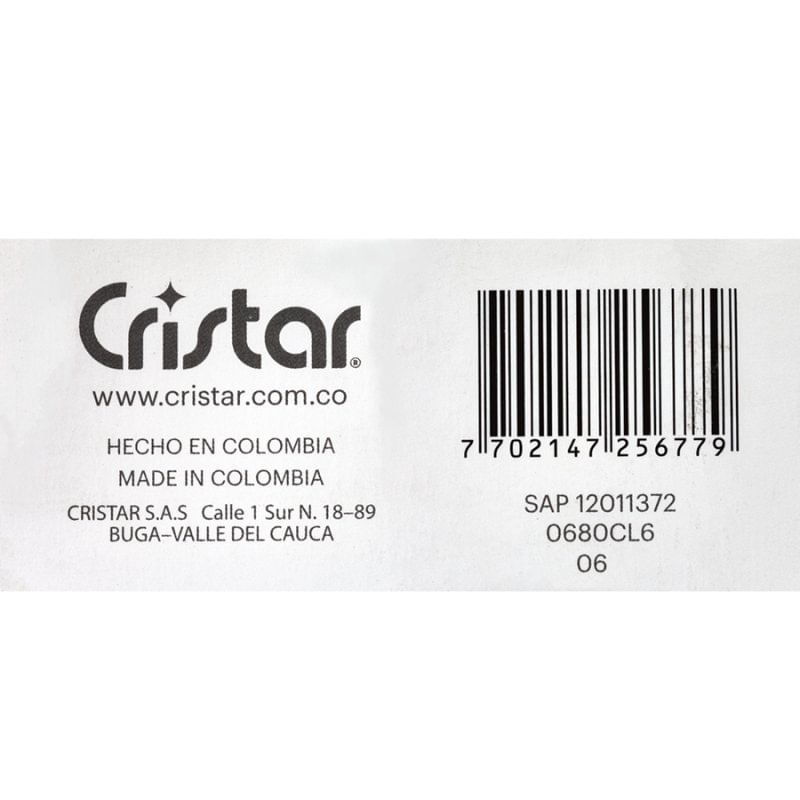 Cristar®
www.cristar.com.co
HECHO EN COLOMBIA
MADE IN COLOMBIA
CRISTAR S.A.S Calle 1 Sur N. 18–89
BUGA–VALLE DEL CAUCA
7 702147 256779
SAP 12011372
0680CL6
06